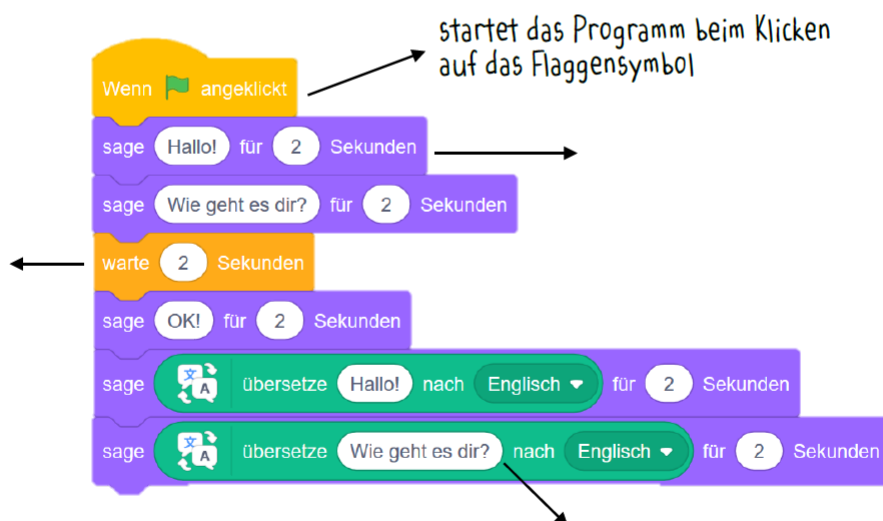 startet das Programm beim Klicken
auf das Flaggensymbol
Wenn angeklickt
sage Hallo! für 2 Sekunden
sage Wie geht es dir? für 2 Sekunden
warte 2 Sekunden
sage OK! für 2 Sekunden
sage 文 A übersetze Hallo! nach Englisch für 2 Sekunden
sage 文 A übersetze Wie geht es dir? nach Englisch für 2 Sekunden